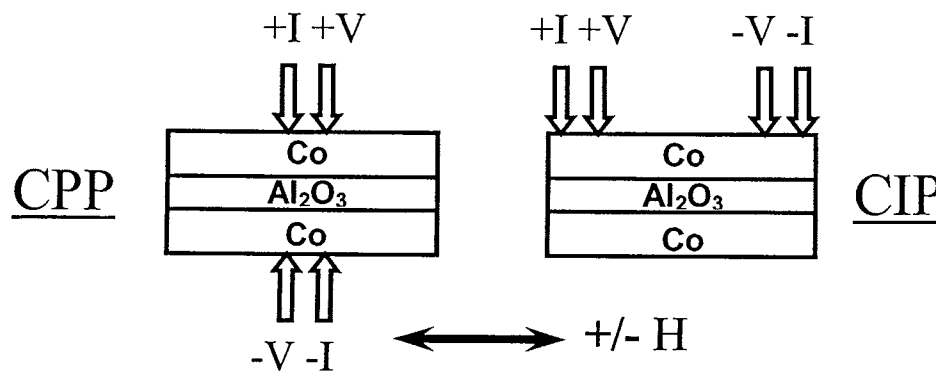 +I +V
+I +V
-V -I
Co
Al₂O₃
Co
CPP
Co
Al₂O₃
Co
CIP
-V -I
+/- H